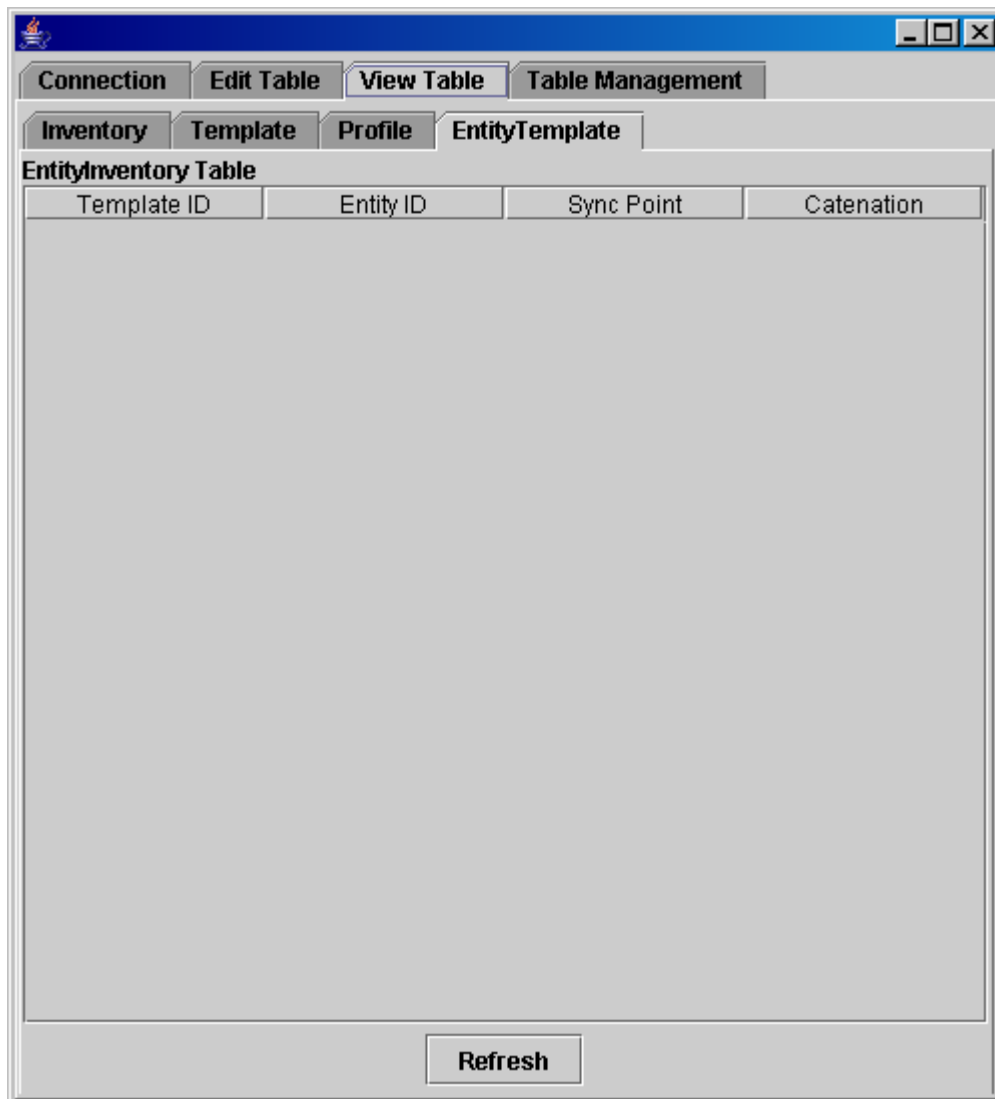 Connection Edit Table View Table Table Management
Inventory Template Profile EntityTemplate
EntityInventory Table
Template ID Entity ID Sync Point Catenation
Refresh